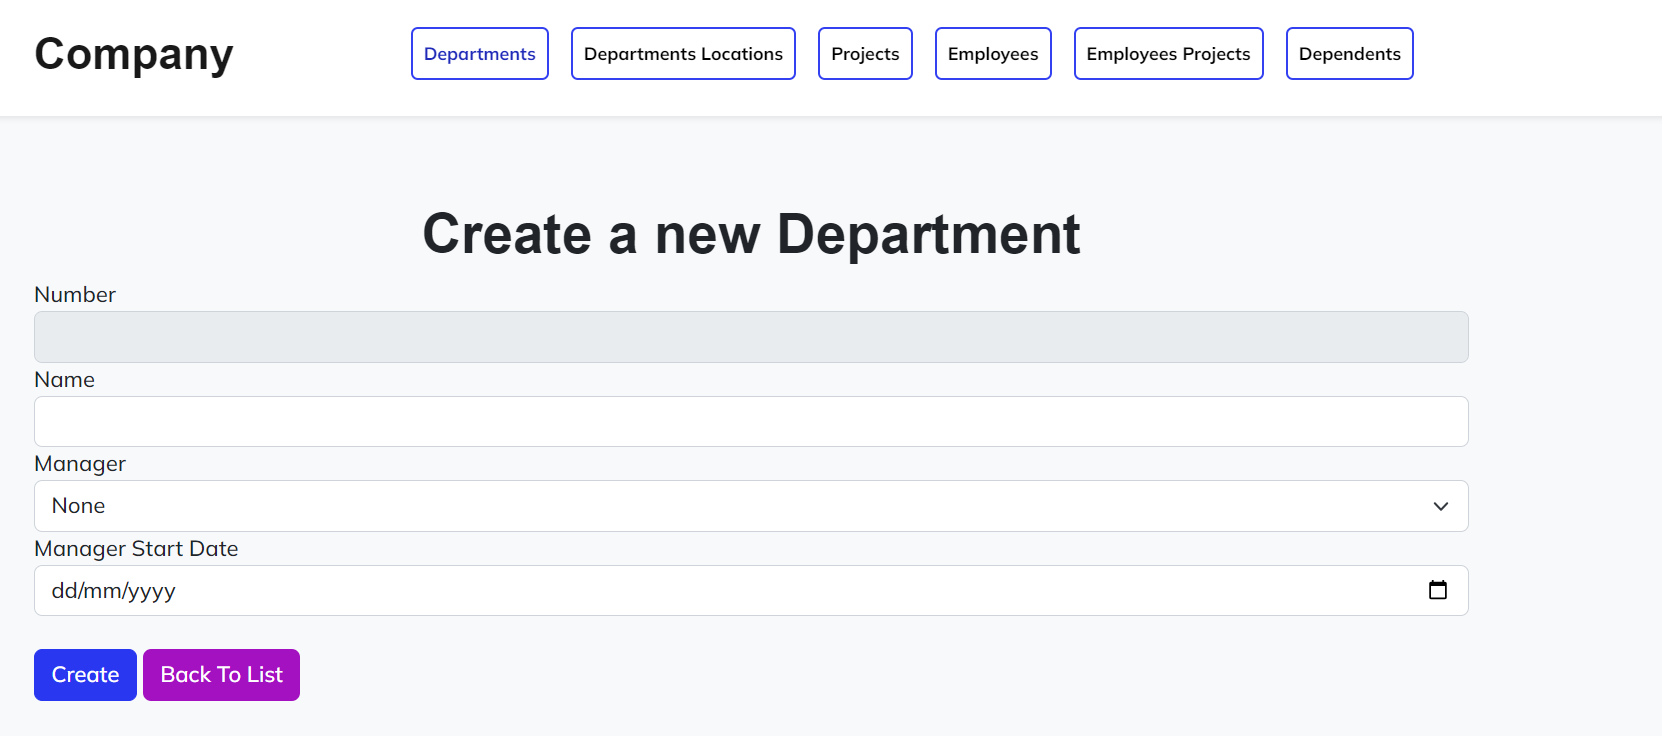 Company
Departments
Departments Locations
Projects
Employees
Employees Projects
Dependents
Create a new Department
Number
Name
Manager
None
Manager Start Date
dd/mm/yyyy
Create
Back To List